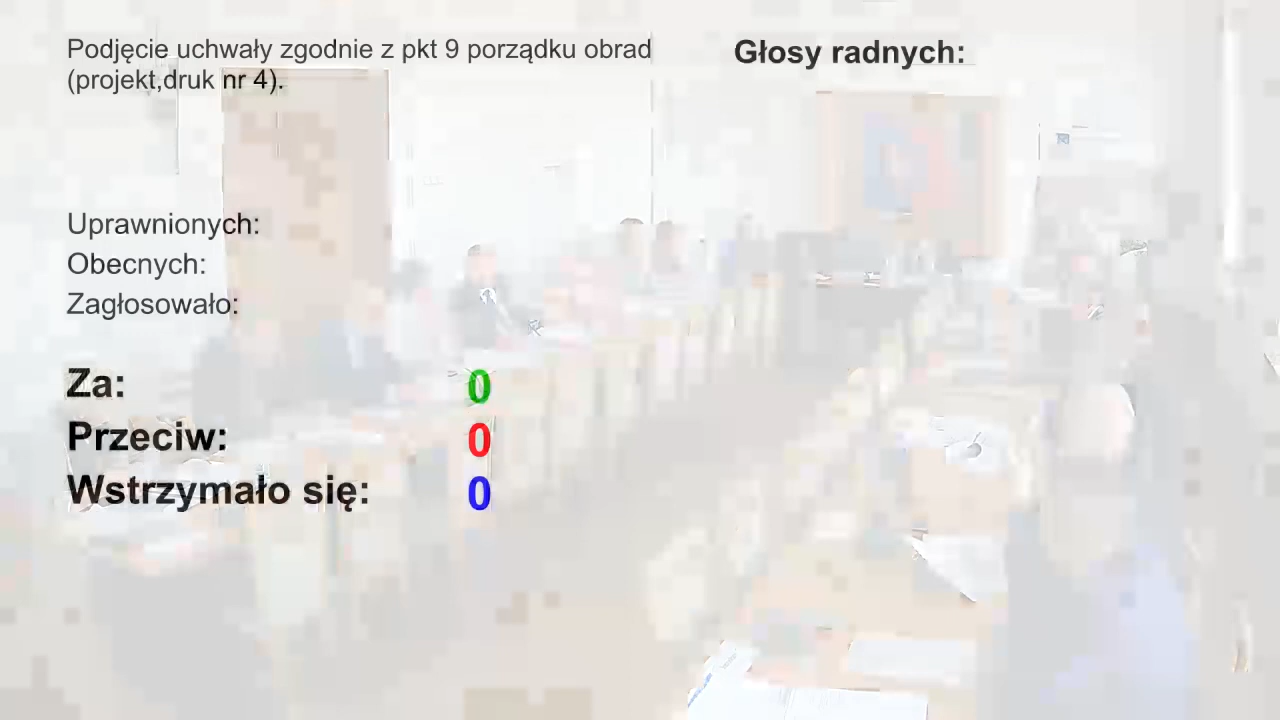 Podjęcie uchwały zgodnie z pkt 9 porządku obrad
(projekt,druk nr 4).
Głosy radnych:
Uprawnionych:
Obecnych:
Zagłosowało:
Za: 0
Przeciw: 0
Wstrzymało się: 0